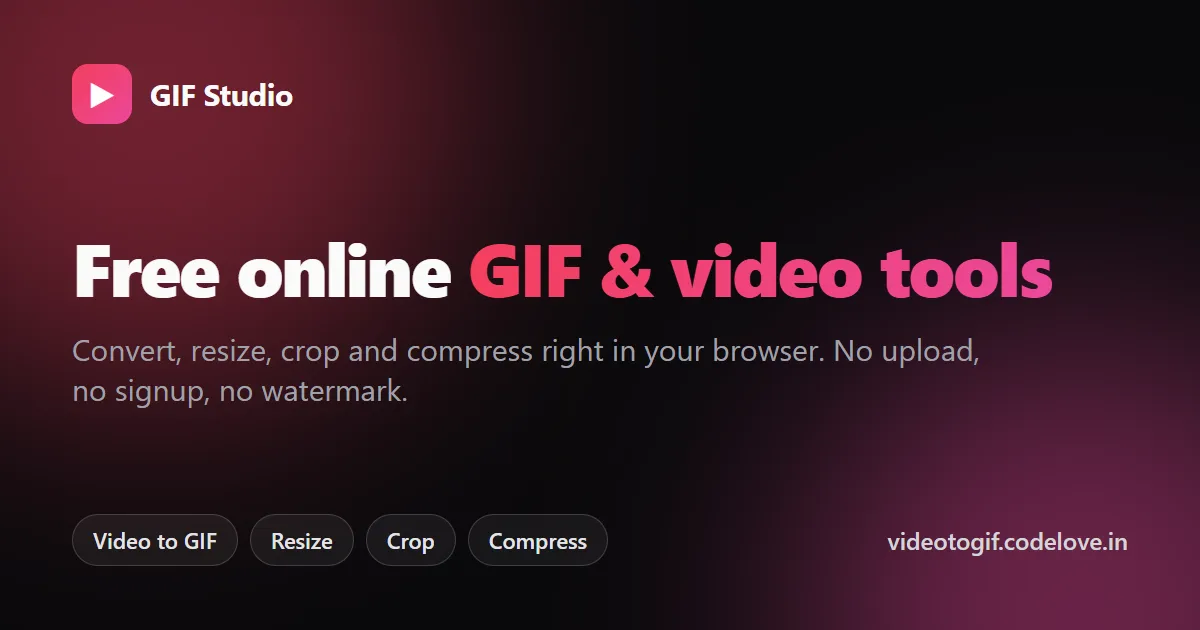 GIF Studio
Free online GIF & video tools
Convert, resize, crop and compress right in your browser. No upload,
no signup, no watermark.
Video to GIF
Resize
Crop
Compress
videotogif.codelove.in